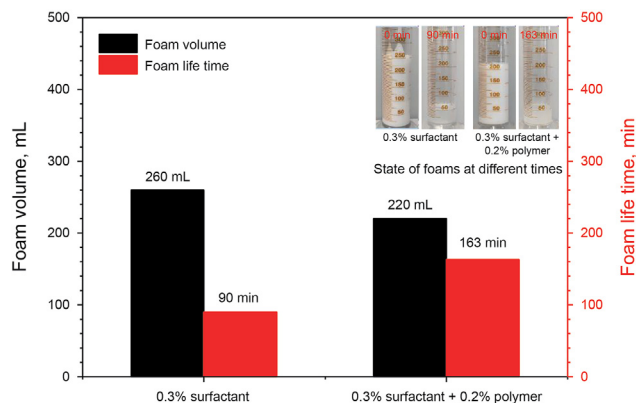 Foam volume
Foam life time
0 min
90 min
0 min
163 min
0.3% surfactant
0.3% surfactant +
0.2% polymer
State of foams at different times
Foam volume, mL
500
400
300
200
100
0
260 mL
90 min
220 mL
163 min
500
400
300
200
100
0
Foam life time, min
0.3% surfactant
0.3% surfactant + 0.2% polymer